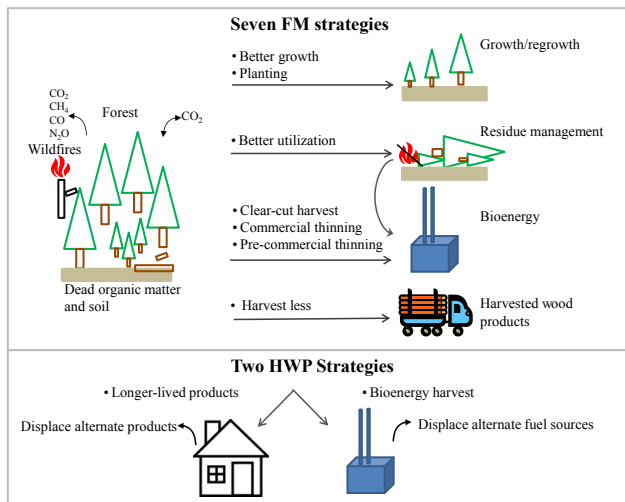 Seven FM strategies
CO₂
CH₄
CO
N₂O
Wildfires
Forest
CO₂
Dead organic matter
and soil
• Better growth
• Planting
Growth/regrowth
• Better utilization
Residue management
• Clear-cut harvest
• Commercial thinning
• Pre-commercial thinning
Bioenergy
• Harvest less
Harvested wood
products
Two HWP Strategies
• Longer-lived products
• Bioenergy harvest
Displace alternate products
Displace alternate fuel sources